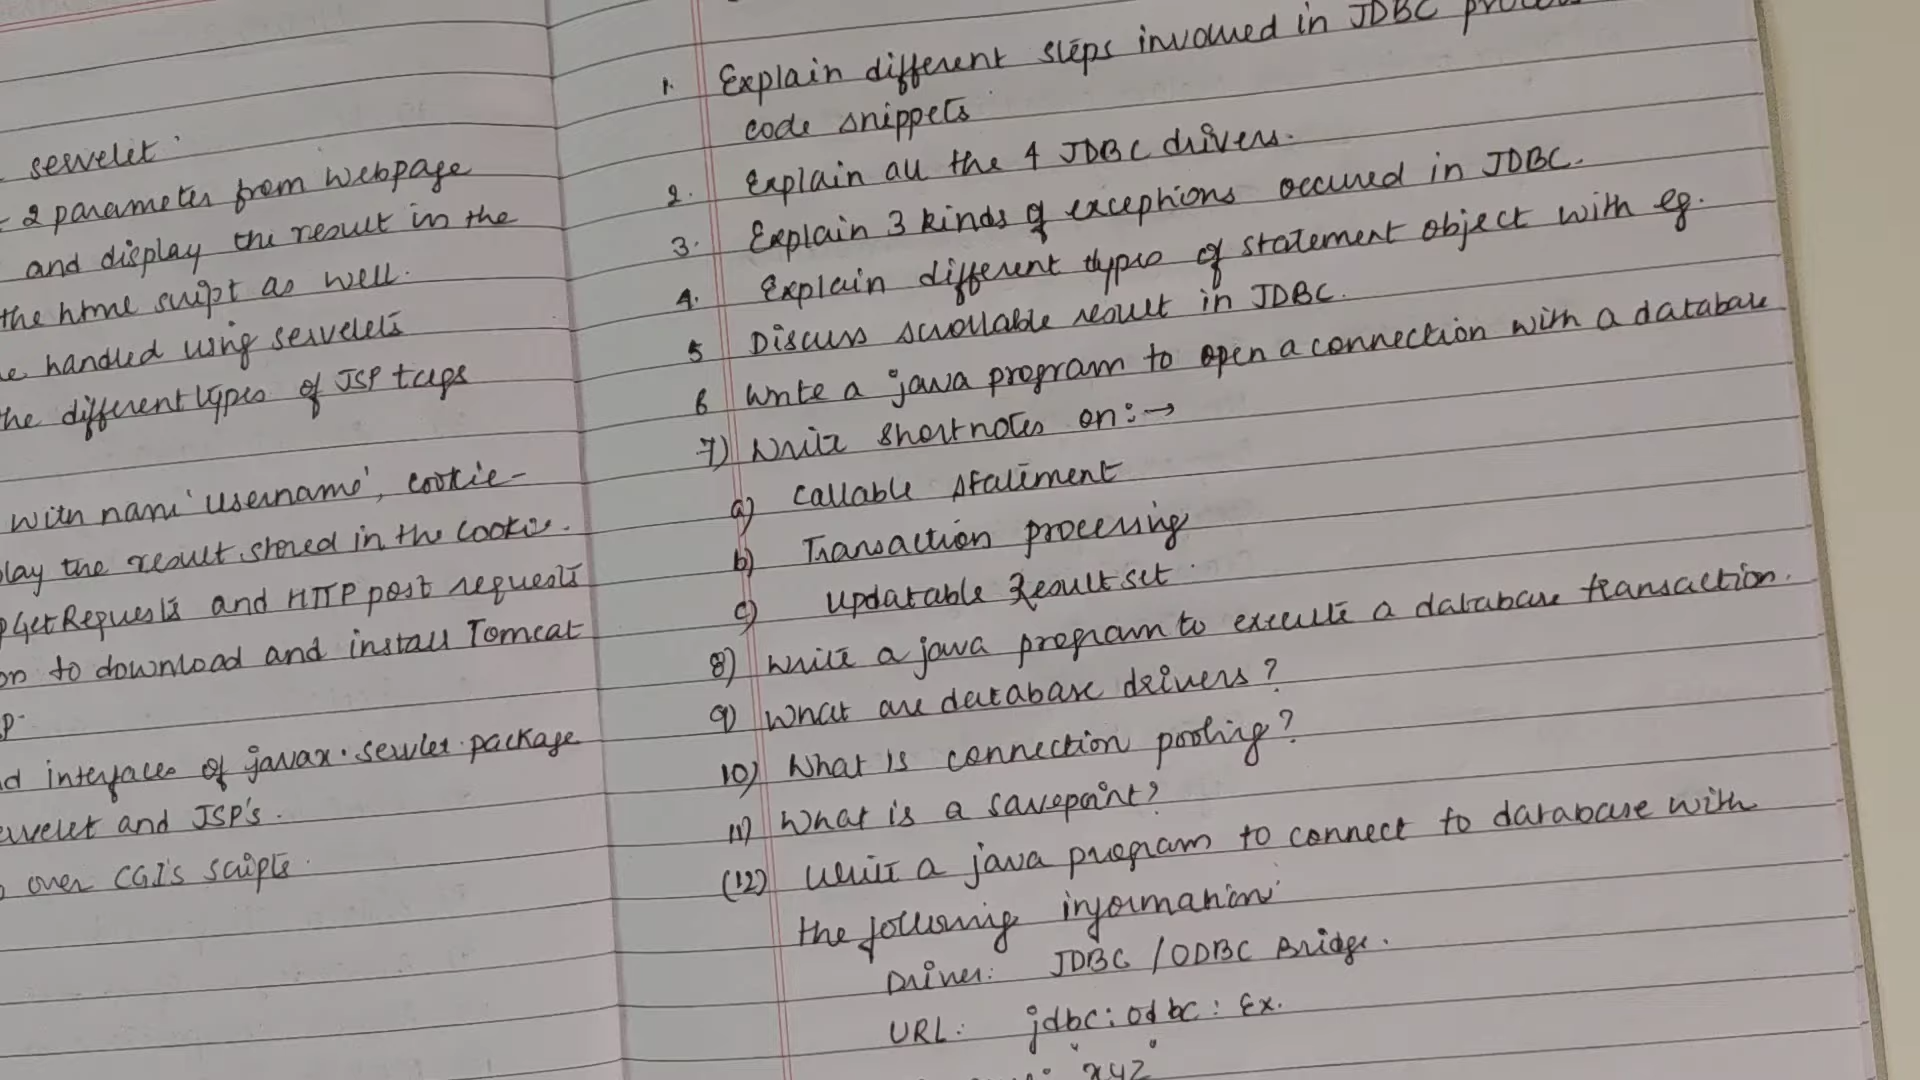 servelet.
2 parameter from webpage
and display the result in the
the html script as well.
handled using servelets
the different types of JSP tags
with name 'username', cookie-
lay the result stored in the cookie.
Get Requests and HTTP post requests
on to download and install Tomcat
p.
d interfaces of javax.servlet.package
ervelet and JSP's.
over CGI's scripts.
1. Explain different steps involved in JDBC
code snippets
2. Explain all the 4 JDBC drivers.
3. Explain 3 kinds of exceptions occured in JDBC.
4. Explain different types of statement object with eg.
5 Discuss scrollable result in JDBC.
6 Write a java program to open a connection with a database
7) Write short notes on:→
a) Callable statement
b) Transaction processing
c) Updatable Result set.
8) Write a java program to execute a database transaction.
9) What are database drivers?
10) What is connection pooling?
11) What is a savepoint?
(12) Write a java program to connect to database with
the following information
Driver: JDBC / ODBC Bridge.
URL: jdbc:odbc:Ex.
"xyz"